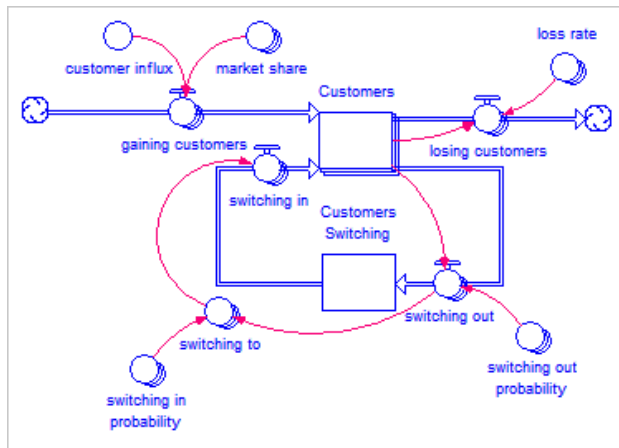 loss rate
customer influx
market share
Customers
gaining customers
losing customers
switching in
Customers
Switching
switching out
switching to
switching out
probability
switching in
probability